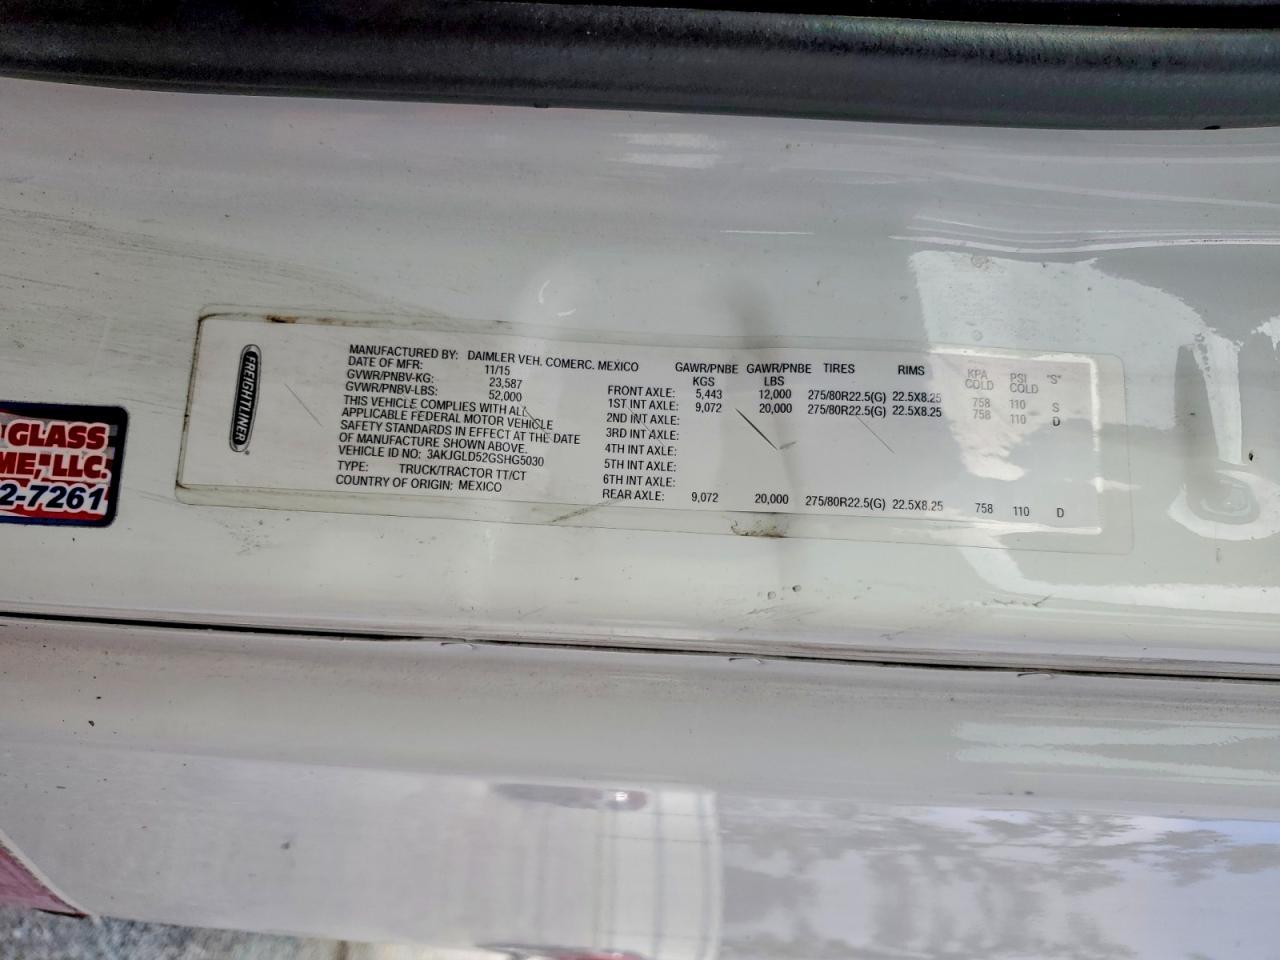 FREIGHTLINER
MANUFACTURED BY: DAIMLER VEH. COMERC. MEXICO
DATE OF MFR: 11/15
GVWR/PNBV-KG: 23,587
GVWR/PNBV-LBS: 52,000
THIS VEHICLE COMPLIES WITH ALL
APPLICABLE FEDERAL MOTOR VEHICLE
SAFETY STANDARDS IN EFFECT AT THE DATE
OF MANUFACTURE SHOWN ABOVE.
VEHICLE ID NO: 3AKJGLD52GSHG5030
TYPE: TRUCK/TRACTOR TT/CT
COUNTRY OF ORIGIN: MEXICO
GAWR/PNBE GAWR/PNBE TIRES RIMS KPA PSI "S"
KGS LBS COLD COLD
FRONT AXLE: 5,443 12,000 275/80R22.5(G) 22.5X8.25 758 110 S
1ST INT AXLE: 9,072 20,000 275/80R22.5(G) 22.5X8.25 758 110 D
2ND INT AXLE:
3RD INT AXLE:
4TH INT AXLE:
5TH INT AXLE:
6TH INT AXLE:
REAR AXLE: 9,072 20,000 275/80R22.5(G) 22.5X8.25 758 110 D
GLASS
ME, LLC.
2-7261